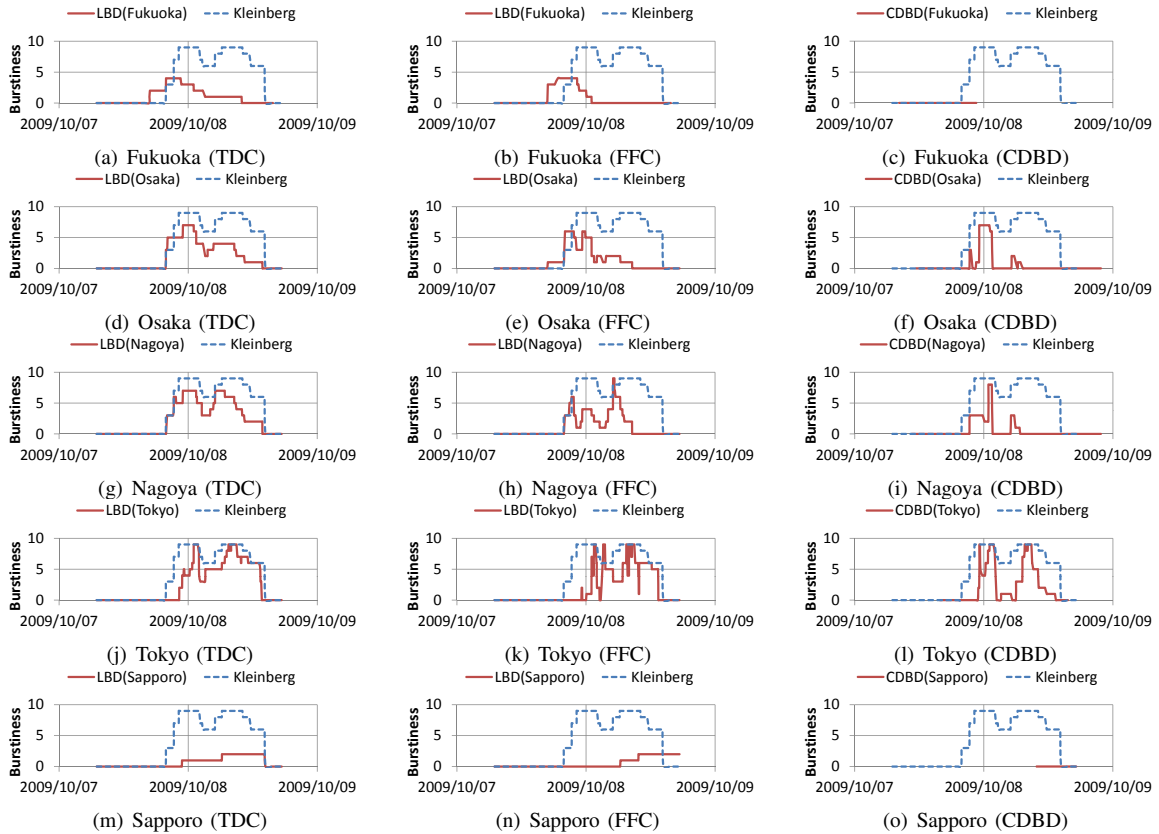 LBD(Fukuoka) Kleinberg LBD(Fukuoka) Kleinberg CDBD(Fukuoka) Kleinberg
Burstiness 10 5 0 Burstiness 10 5 0 Burstiness 10 5 0
2009/10/07 2009/10/08 2009/10/09 2009/10/07 2009/10/08 2009/10/09 2009/10/07 2009/10/08 2009/10/09
(a) Fukuoka (TDC) (b) Fukuoka (FFC) (c) Fukuoka (CDBD)
LBD(Osaka) Kleinberg LBD(Osaka) Kleinberg CDBD(Osaka) Kleinberg
Burstiness 10 5 0 Burstiness 10 5 0 Burstiness 10 5 0
2009/10/07 2009/10/08 2009/10/09 2009/10/07 2009/10/08 2009/10/09 2009/10/07 2009/10/08 2009/10/09
(d) Osaka (TDC) (e) Osaka (FFC) (f) Osaka (CDBD)
LBD(Nagoya) Kleinberg LBD(Nagoya) Kleinberg CDBD(Nagoya) Kleinberg
Burstiness 10 5 0 Burstiness 10 5 0 Burstiness 10 5 0
2009/10/07 2009/10/08 2009/10/09 2009/10/07 2009/10/08 2009/10/09 2009/10/07 2009/10/08 2009/10/09
(g) Nagoya (TDC) (h) Nagoya (FFC) (i) Nagoya (CDBD)
LBD(Tokyo) Kleinberg LBD(Tokyo) Kleinberg CDBD(Tokyo) Kleinberg
Burstiness 10 5 0 Burstiness 10 5 0 Burstiness 10 5 0
2009/10/07 2009/10/08 2009/10/09 2009/10/07 2009/10/08 2009/10/09 2009/10/07 2009/10/08 2009/10/09
(j) Tokyo (TDC) (k) Tokyo (FFC) (l) Tokyo (CDBD)
LBD(Sapporo) Kleinberg LBD(Sapporo) Kleinberg CDBD(Sapporo) Kleinberg
Burstiness 10 5 0 Burstiness 10 5 0 Burstiness 10 5 0
2009/10/07 2009/10/08 2009/10/09 2009/10/07 2009/10/08 2009/10/09 2009/10/07 2009/10/08 2009/10/09
(m) Sapporo (TDC) (n) Sapporo (FFC) (o) Sapporo (CDBD)